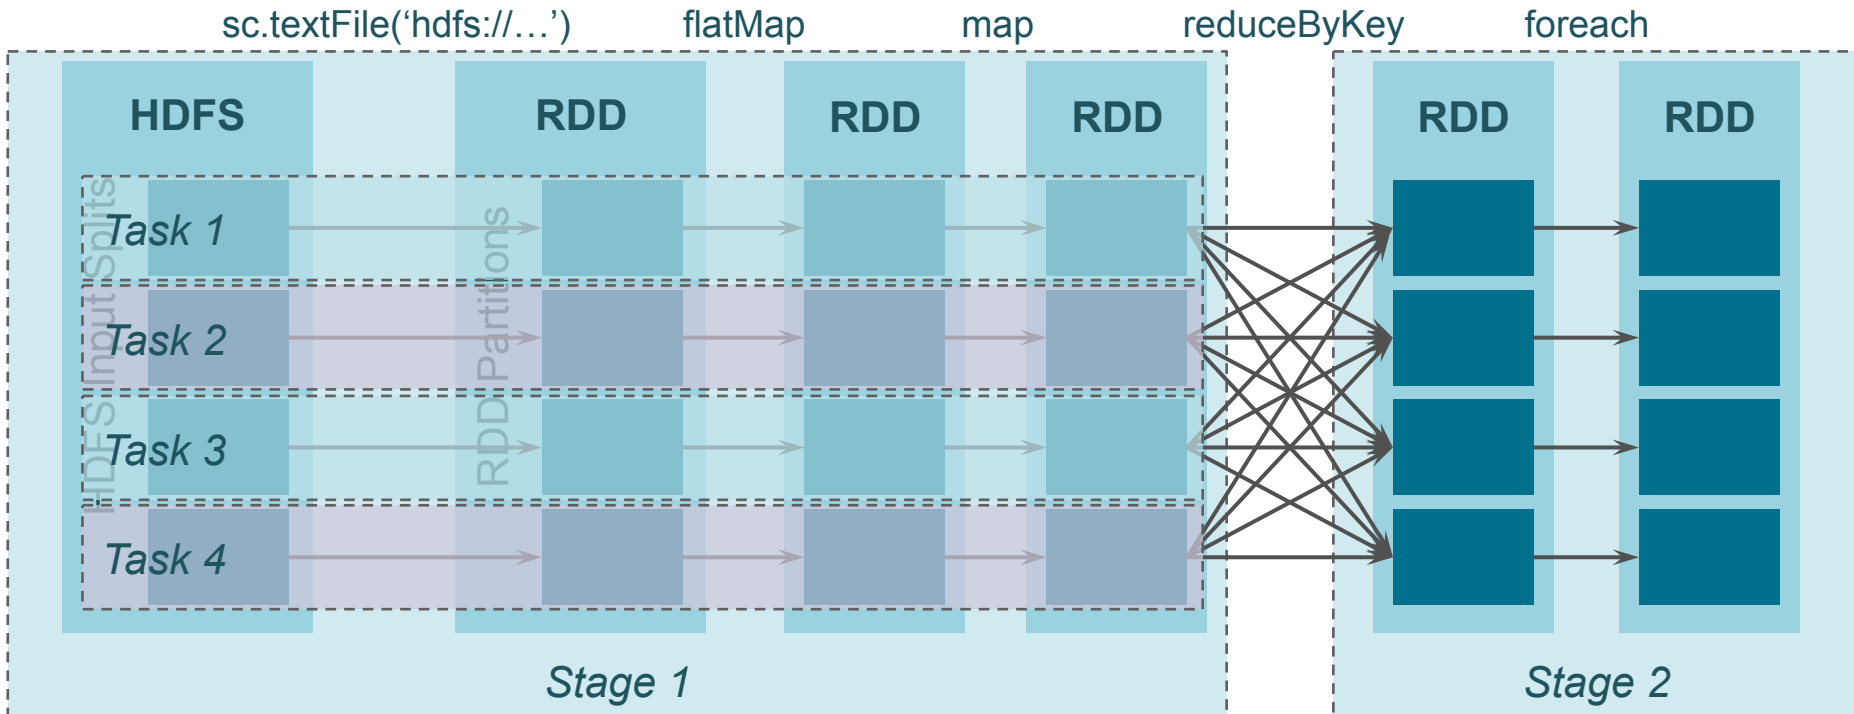 sc.textFile(‘hdfs://…’)
flatMap
map
reduceByKey
foreach
HDFS
RDD
RDD
RDD
RDD
RDD
HDFS Input Splits
RDD Partitions
Task 1
Task 2
Task 3
Task 4
Stage 1
Stage 2